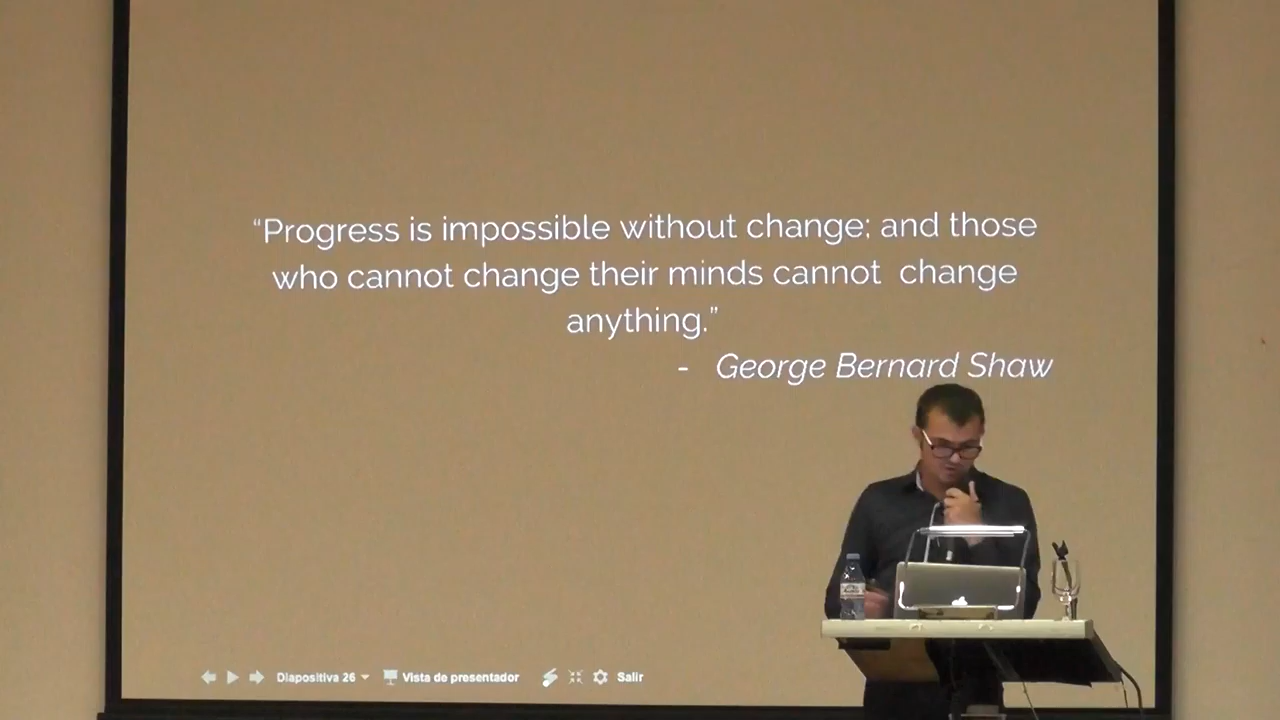 “Progress is impossible without change; and those
who cannot change their minds cannot change
anything.”
- George Bernard Shaw
Diapositiva 26 Vista de presentador Salir